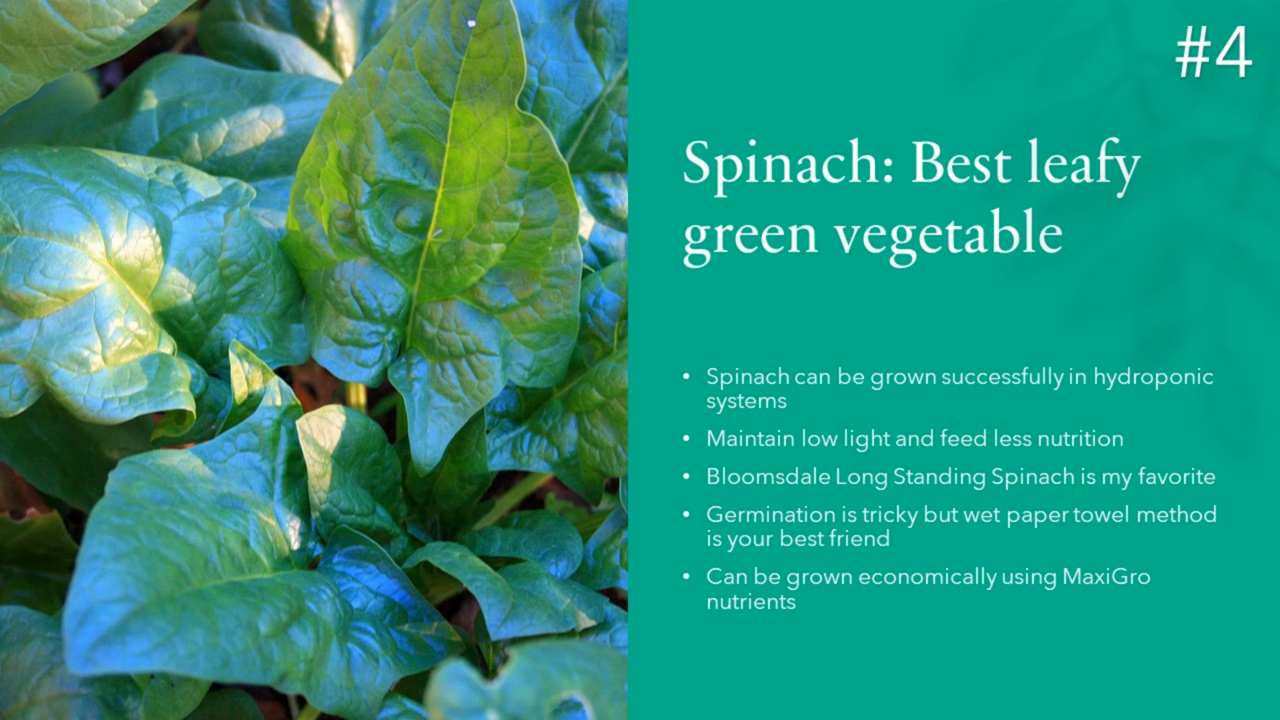 #4
Spinach: Best leafy
green vegetable
• Spinach can be grown successfully in hydroponic
systems
• Maintain low light and feed less nutrition
• Bloomsdale Long Standing Spinach is my favorite
• Germination is tricky but wet paper towel method
is your best friend
• Can be grown economically using MaxiGro
nutrients